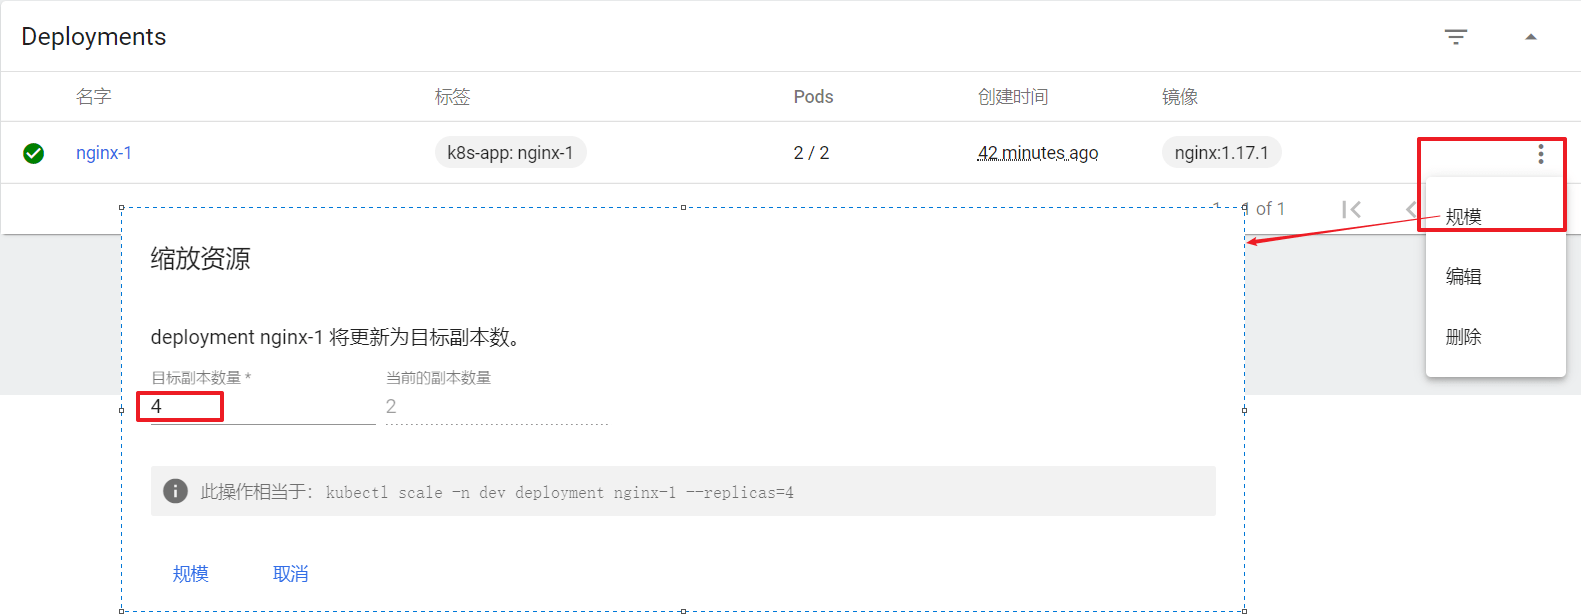 Deployments
名字 标签 Pods 创建时间 镜像
nginx-1 k8s-app: nginx-1 2 / 2 42 minutes ago nginx:1.17.1
1 of 1
规模
编辑
删除
缩放资源
deployment nginx-1 将更新为目标副本数。
目标副本数量 * 当前的副本数量
4 2
此操作相当于: kubectl scale -n dev deployment nginx-1 --replicas=4
规模 取消